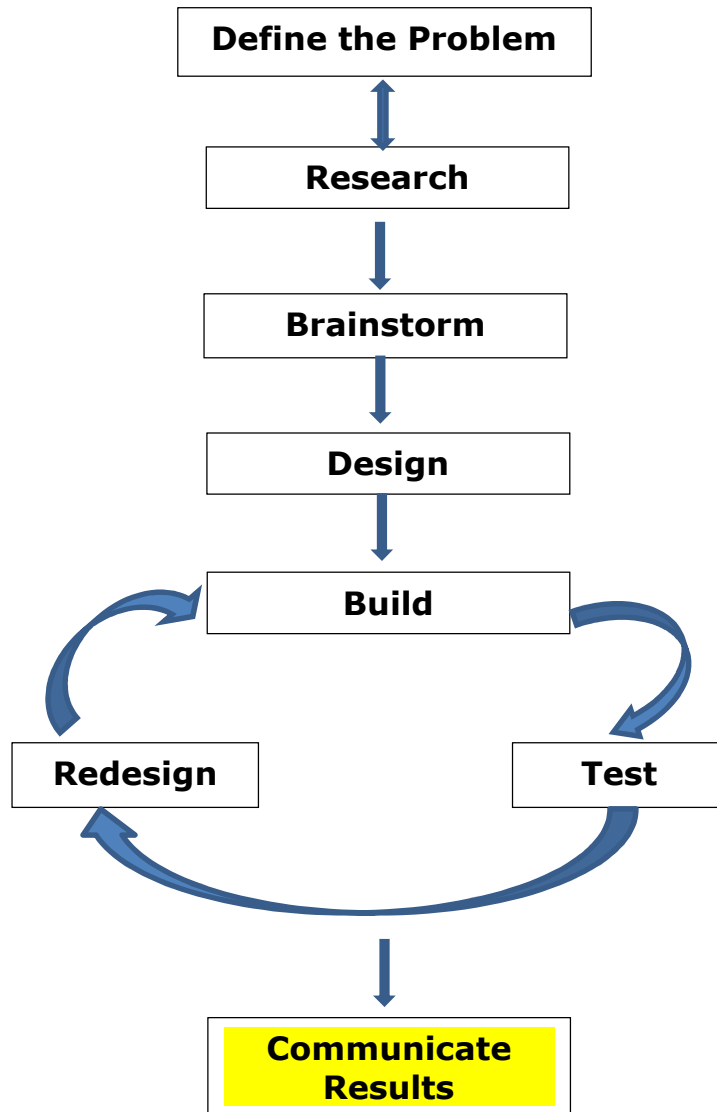 Define the Problem
Research
Brainstorm
Design
Build
Redesign
Test
Communicate
Results